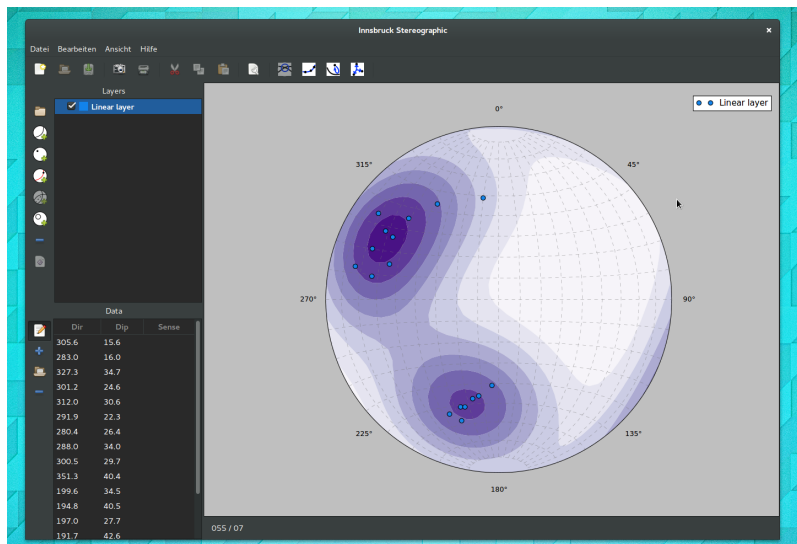 Innsbruck Stereographic ×
Datei Bearbeiten Ansicht Hilfe
Layers
Linear layer
Data
Dir Dip Sense
305.6 15.6
283.0 16.0
327.3 34.7
301.2 24.6
312.0 30.6
291.9 22.3
280.4 26.4
288.0 34.0
300.5 29.7
351.3 40.4
199.6 34.5
194.8 40.5
197.0 27.7
191.7 42.6
Linear layer
0°
315° 45°
270° 90°
225° 135°
180°
055 / 07